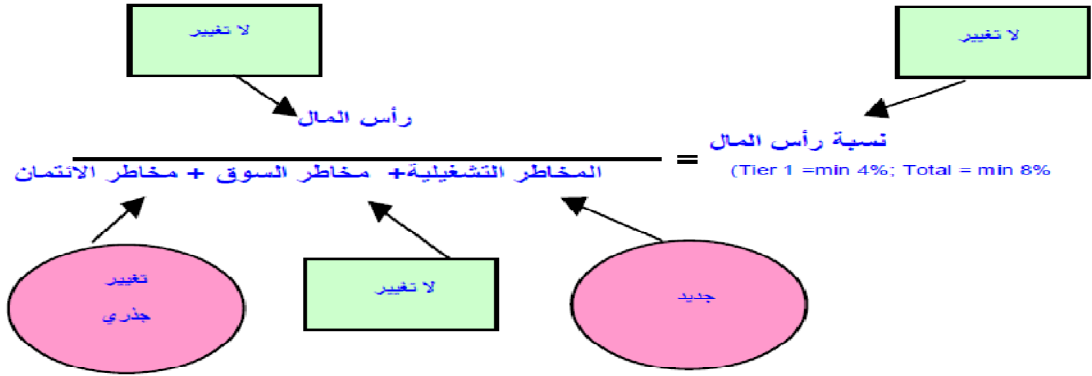 لا تغيير
لا تغيير
رأس المال
نسبة رأس المال
=
(Tier 1 =min 4%; Total = min 8%
المخاطر التشغيلية+ مخاطر السوق + مخاطر الائتمان
تغيير
جذري
لا تغيير
جديد